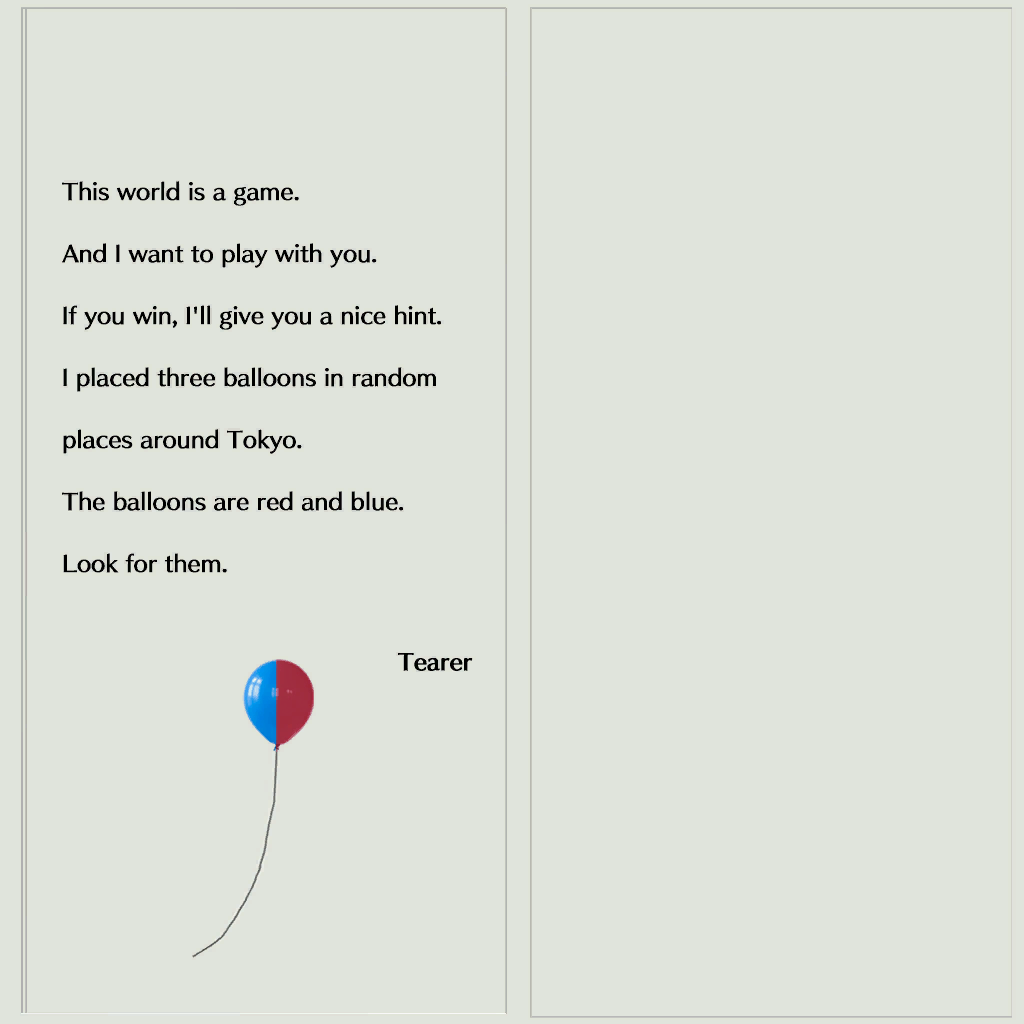 This world is a game.
And I want to play with you.
If you win, I'll give you a nice hint.
I placed three balloons in random
places around Tokyo.
The balloons are red and blue.
Look for them.
Tearer